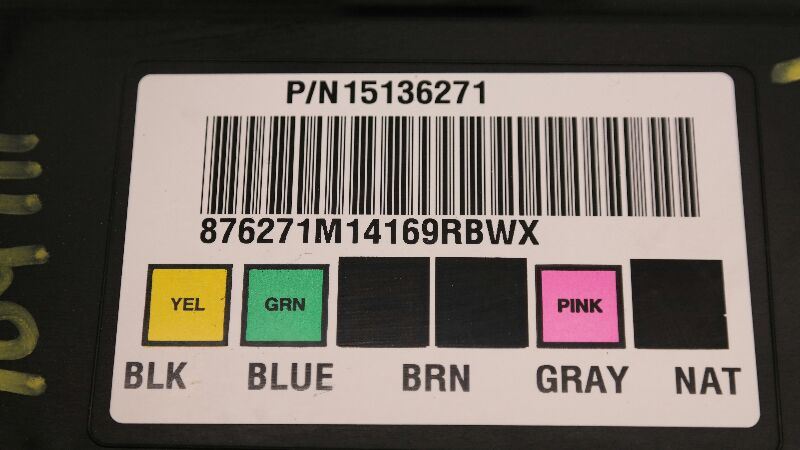 P/N15136271
876271M14169RBWX
YEL GRN PINK
BLK BLUE BRN GRAY NAT